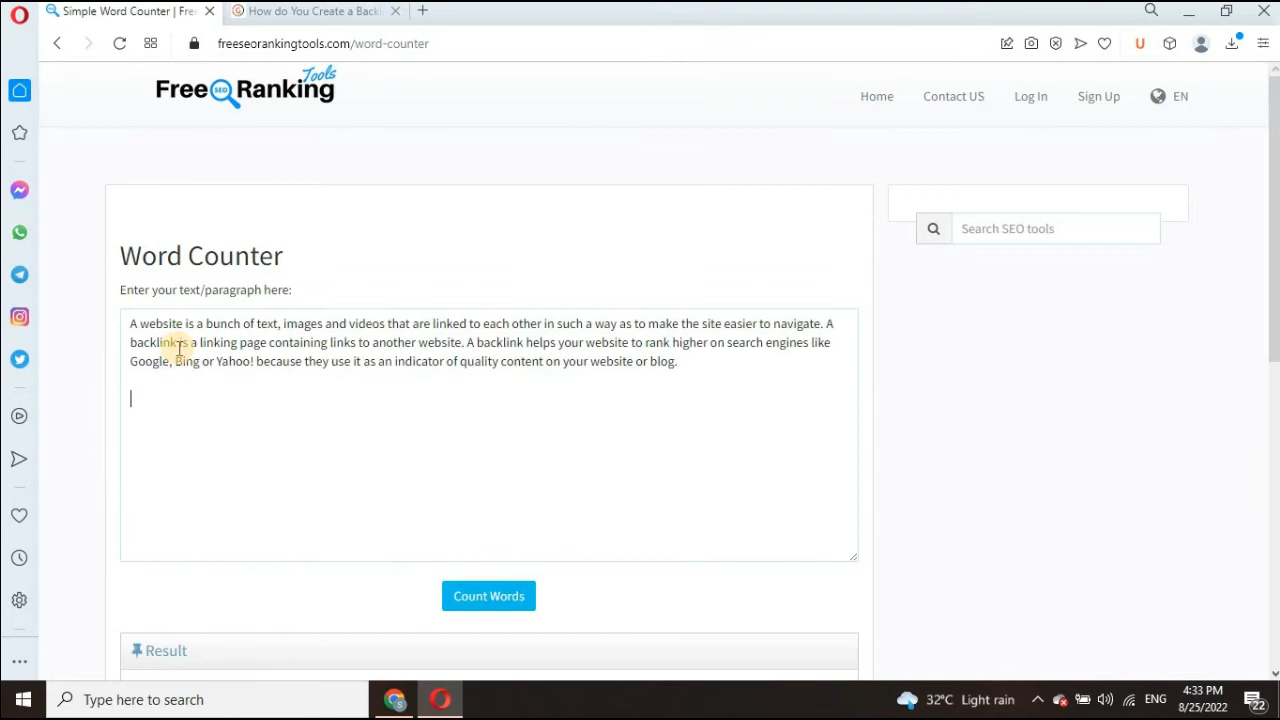 Simple Word Counter | Fre
How do You Create a Backl
freeseorankingtools.com/word-counter
Free SEO Ranking Tools
Home
Contact US
Log In
Sign Up
EN
Search SEO tools
Word Counter
Enter your text/paragraph here:
A website is a bunch of text, images and videos that are linked to each other in such a way as to make the site easier to navigate. A
backlink is a linking page containing links to another website. A backlink helps your website to rank higher on search engines like
Google, Bing or Yahoo! because they use it as an indicator of quality content on your website or blog.
Count Words
Result
Type here to search
32°C Light rain
ENG
4:33 PM
8/25/2022
22